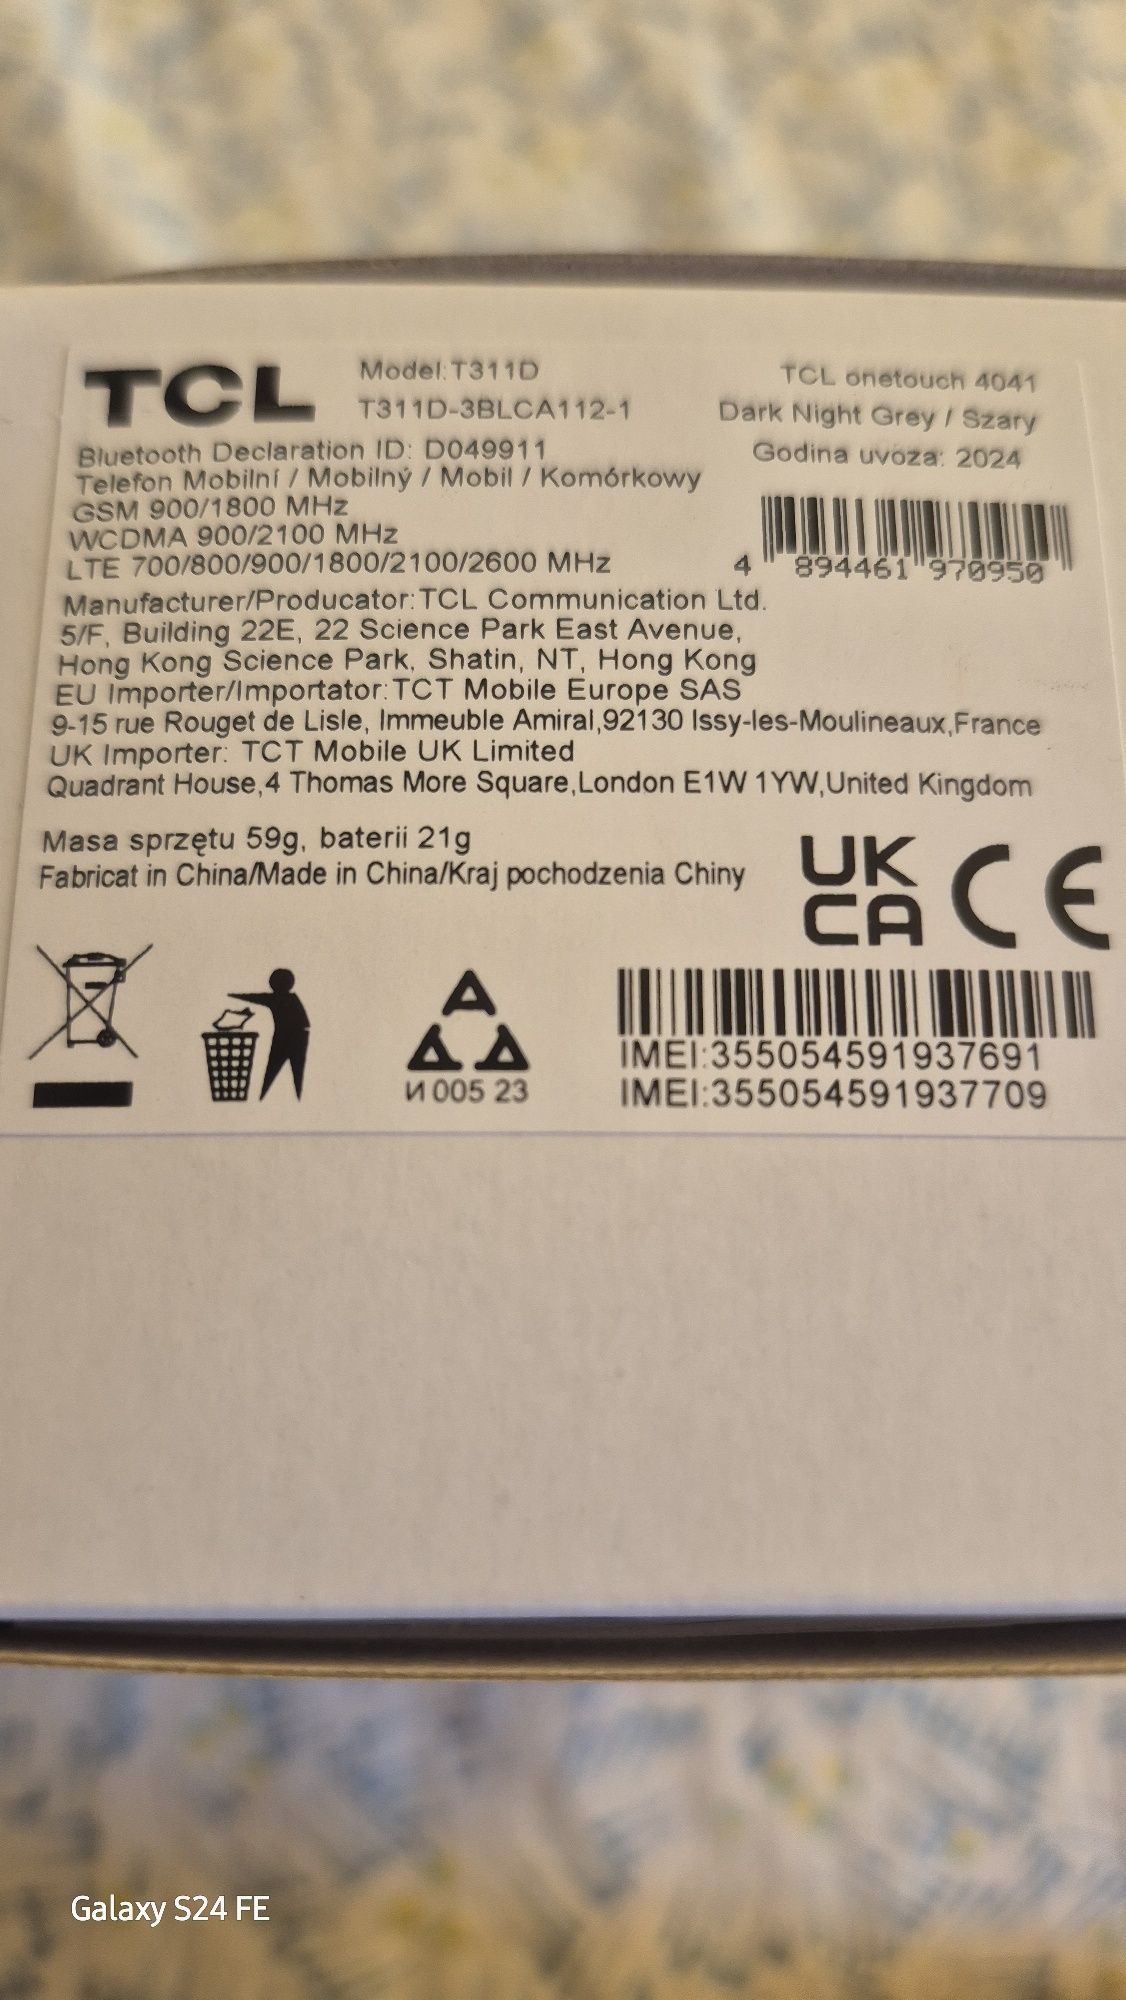 TCL
Model:T311D
T311D-3BLCA112-1
TCL onetouch 4041
Dark Night Grey / Szary
Godina uvoza: 2024
Bluetooth Declaration ID: D049911
Telefon Mobilní / Mobilný / Mobil / Komórkowy
GSM 900/1800 MHz
WCDMA 900/2100 MHz
LTE 700/800/900/1800/2100/2600 MHz
4 894461 970950
Manufacturer/Producator:TCL Communication Ltd.
5/F, Building 22E, 22 Science Park East Avenue,
Hong Kong Science Park, Shatin, NT, Hong Kong
EU Importer/Importator:TCT Mobile Europe SAS
9-15 rue Rouget de Lisle, Immeuble Amiral,92130 Issy-les-Moulineaux,France
UK Importer: TCT Mobile UK Limited
Quadrant House,4 Thomas More Square,London E1W 1YW,United Kingdom
Masa sprzętu 59g, baterii 21g
Fabricat in China/Made in China/Kraj pochodzenia Chiny
UK
CA
CE
И 005 23
IMEI:355054591937691
IMEI:355054591937709
Galaxy S24 FE